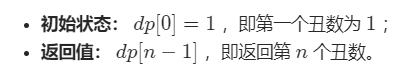 • 初始状态： dp[0] = 1 ，即第一个丑数为 1 ；
• 返回值： dp[n − 1] ，即返回第 n 个丑数。